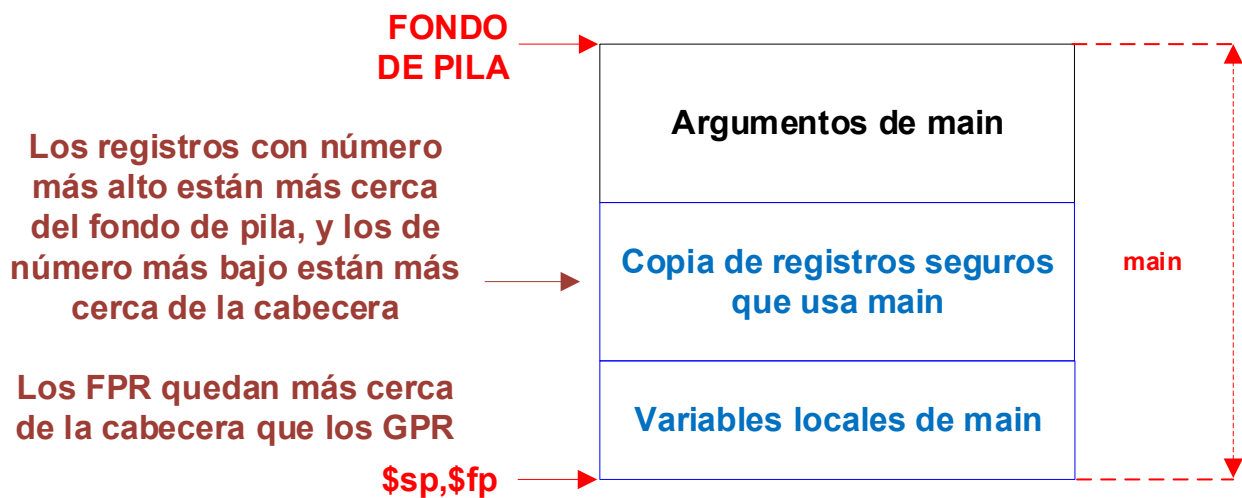 FONDO
DE PILA
Argumentos de main
Los registros con número
más alto están más cerca
del fondo de pila, y los de
número más bajo están más
cerca de la cabecera
Copia de registros seguros
que usa main
main
Los FPR quedan más cerca
de la cabecera que los GPR
Variables locales de main
$sp,$fp